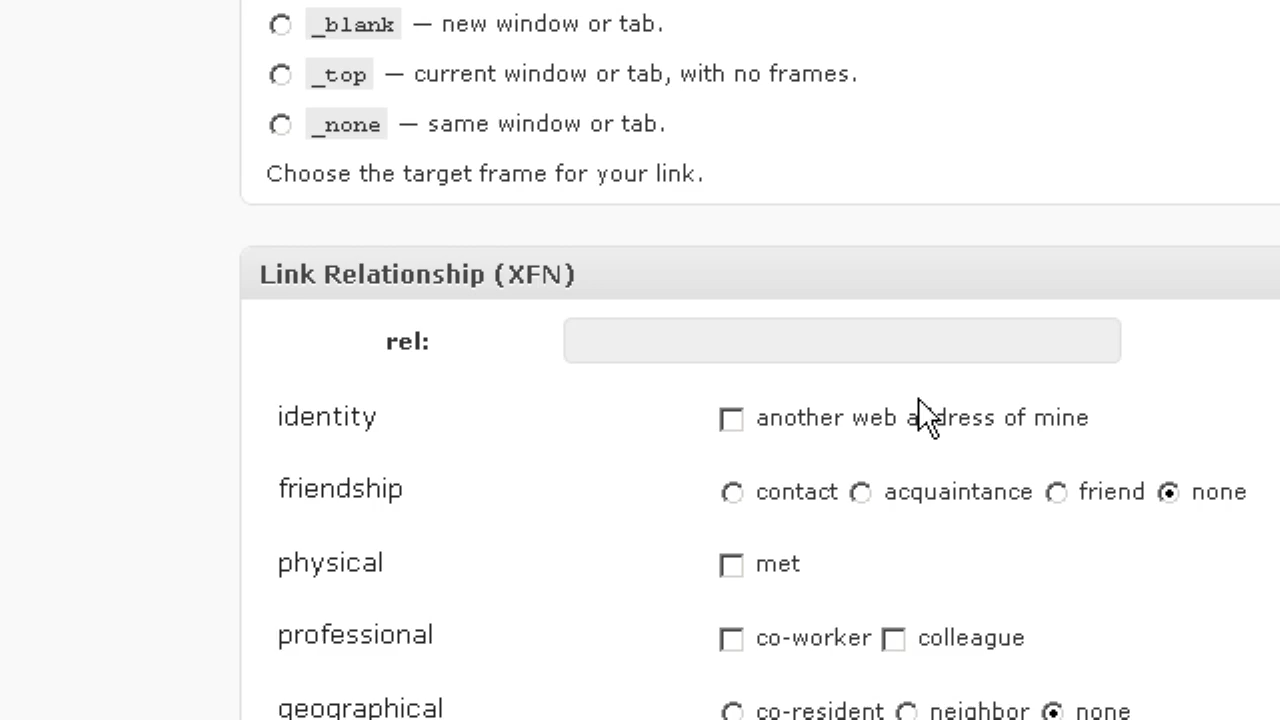 _blank — new window or tab.
_top — current window or tab, with no frames.
_none — same window or tab.
Choose the target frame for your link.
Link Relationship (XFN)
rel:
identity another web address of mine
friendship contact acquaintance friend none
physical met
professional co-worker colleague
geographical co-resident neighbor none